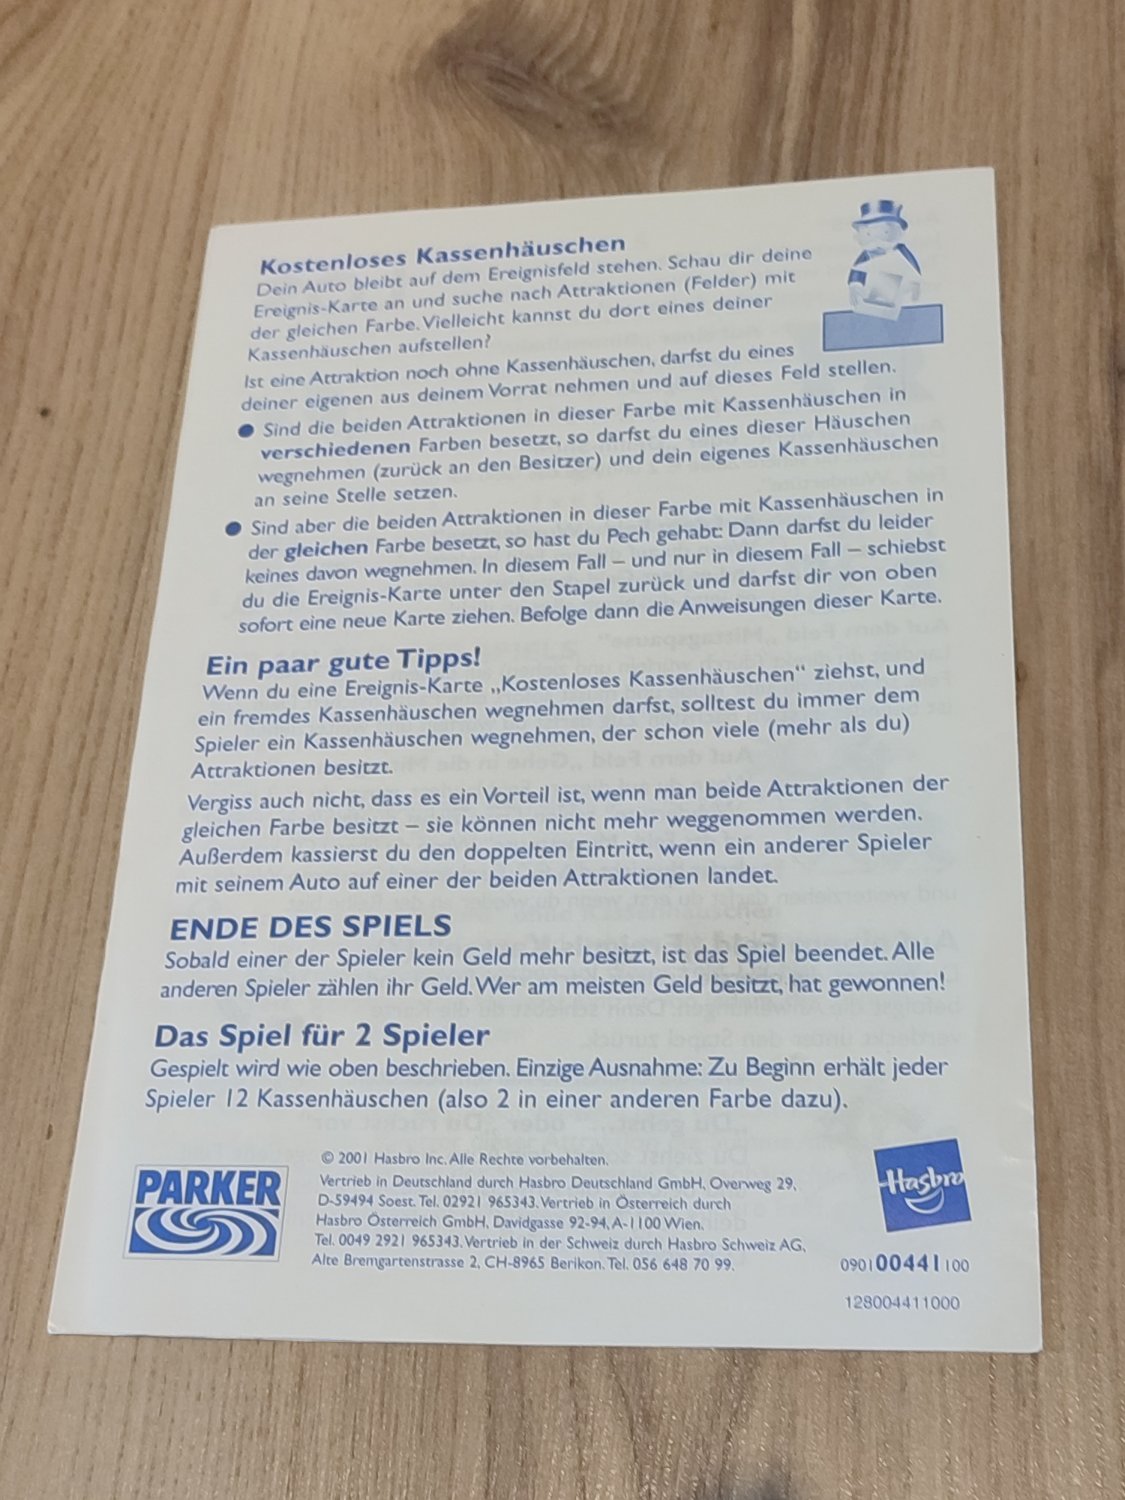 Kostenloses Kassenhäuschen
Dein Auto bleibt auf dem Ereignisfeld stehen. Schau dir deine
Ereignis-Karte an und suche nach Attraktionen (Felder) mit
der gleichen Farbe. Vielleicht kannst du dort eines deiner
Kassenhäuschen aufstellen?
Ist eine Attraktion noch ohne Kassenhäuschen, darfst du eines
deiner eigenen aus deinem Vorrat nehmen und auf dieses Feld stellen.
● Sind die beiden Attraktionen in dieser Farbe mit Kassenhäuschen in
verschiedenen Farben besetzt, so darfst du eines dieser Häuschen
wegnehmen (zurück an den Besitzer) und dein eigenes Kassenhäuschen
an seine Stelle setzen.
● Sind aber die beiden Attraktionen in dieser Farbe mit Kassenhäuschen in
der gleichen Farbe besetzt, so hast du Pech gehabt: Dann darfst du leider
keines davon wegnehmen. In diesem Fall – und nur in diesem Fall – schiebst
du die Ereignis-Karte unter den Stapel zurück und darfst dir von oben
sofort eine neue Karte ziehen. Befolge dann die Anweisungen dieser Karte.
Ein paar gute Tipps!
Wenn du eine Ereignis-Karte „Kostenloses Kassenhäuschen“ ziehst, und
ein fremdes Kassenhäuschen wegnehmen darfst, solltest du immer dem
Spieler ein Kassenhäuschen wegnehmen, der schon viele (mehr als du)
Attraktionen besitzt.
Vergiss auch nicht, dass es ein Vorteil ist, wenn man beide Attraktionen der
gleichen Farbe besitzt – sie können nicht mehr weggenommen werden.
Außerdem kassierst du den doppelten Eintritt, wenn ein anderer Spieler
mit seinem Auto auf einer der beiden Attraktionen landet.
ENDE DES SPIELS
Sobald einer der Spieler kein Geld mehr besitzt, ist das Spiel beendet. Alle
anderen Spieler zählen ihr Geld. Wer am meisten Geld besitzt, hat gewonnen!
Das Spiel für 2 Spieler
Gespielt wird wie oben beschrieben. Einzige Ausnahme: Zu Beginn erhält jeder
Spieler 12 Kassenhäuschen (also 2 in einer anderen Farbe dazu).
PARKER
© 2001 Hasbro Inc. Alle Rechte vorbehalten.
Vertrieb in Deutschland durch Hasbro Deutschland GmbH, Overweg 29,
D-59494 Soest. Tel. 02921 965343. Vertrieb in Österreich durch
Hasbro Österreich GmbH, Davidgasse 92-94, A-1100 Wien.
Tel. 0049 2921 965343. Vertrieb in der Schweiz durch Hasbro Schweiz AG,
Alte Bremgartenstrasse 2, CH-8965 Berikon. Tel. 056 648 70 99.
Hasbro
090100441100
128004411000